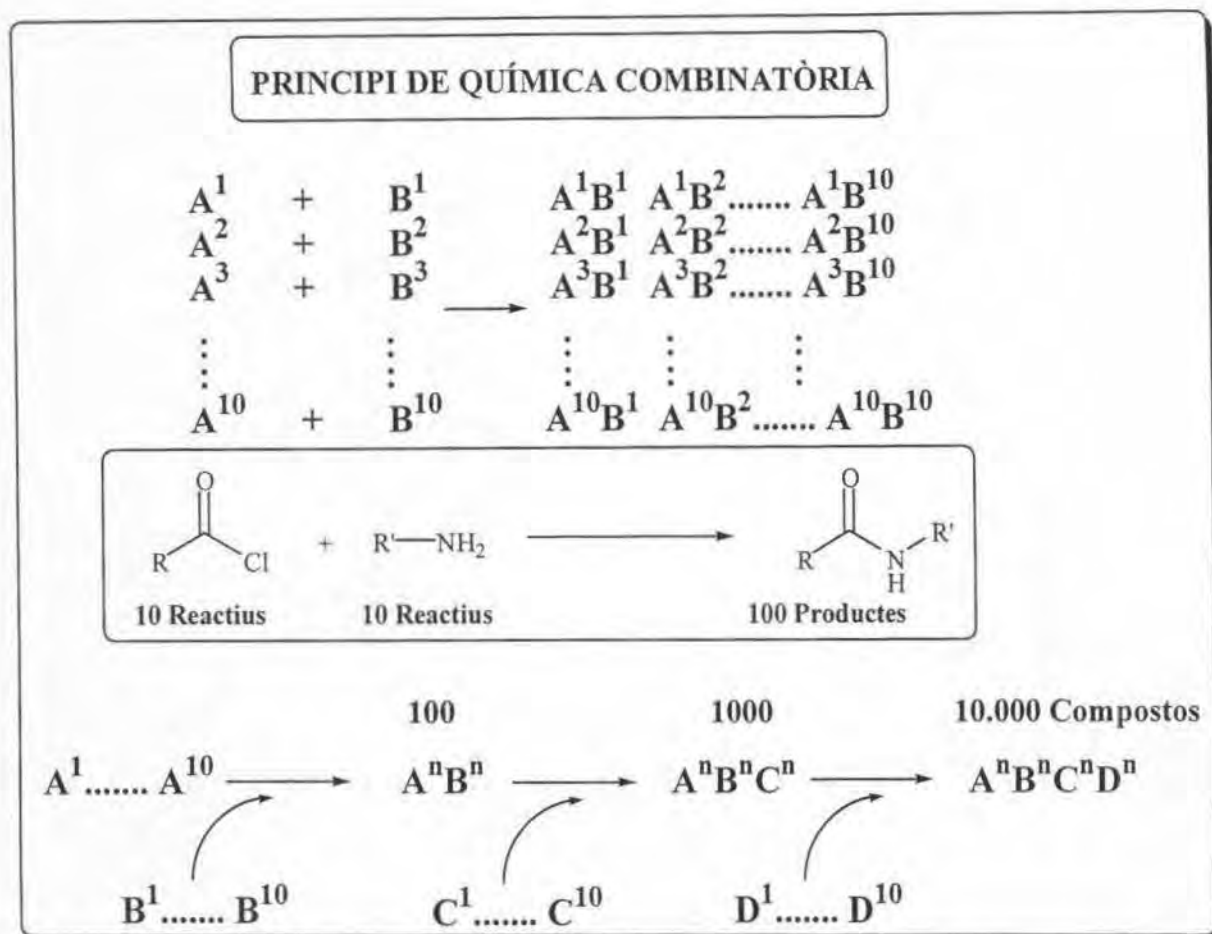 PRINCIPI DE QUÍMICA COMBINATÒRIA
A¹ + B¹ A¹B¹ A¹B²....... A¹B¹⁰
A² + B² A²B¹ A²B²....... A²B¹⁰
A³ + B³ A³B¹ A³B²....... A³B¹⁰
A¹⁰ + B¹⁰ A¹⁰B¹ A¹⁰B²....... A¹⁰B¹⁰
O O
R Cl + R'—NH₂ R N R'
H
10 Reactius 10 Reactius 100 Productes
100 1000 10.000 Compostos
A¹....... A¹⁰ AⁿBⁿ AⁿBⁿCⁿ AⁿBⁿCⁿDⁿ
B¹....... B¹⁰ C¹....... C¹⁰ D¹....... D¹⁰